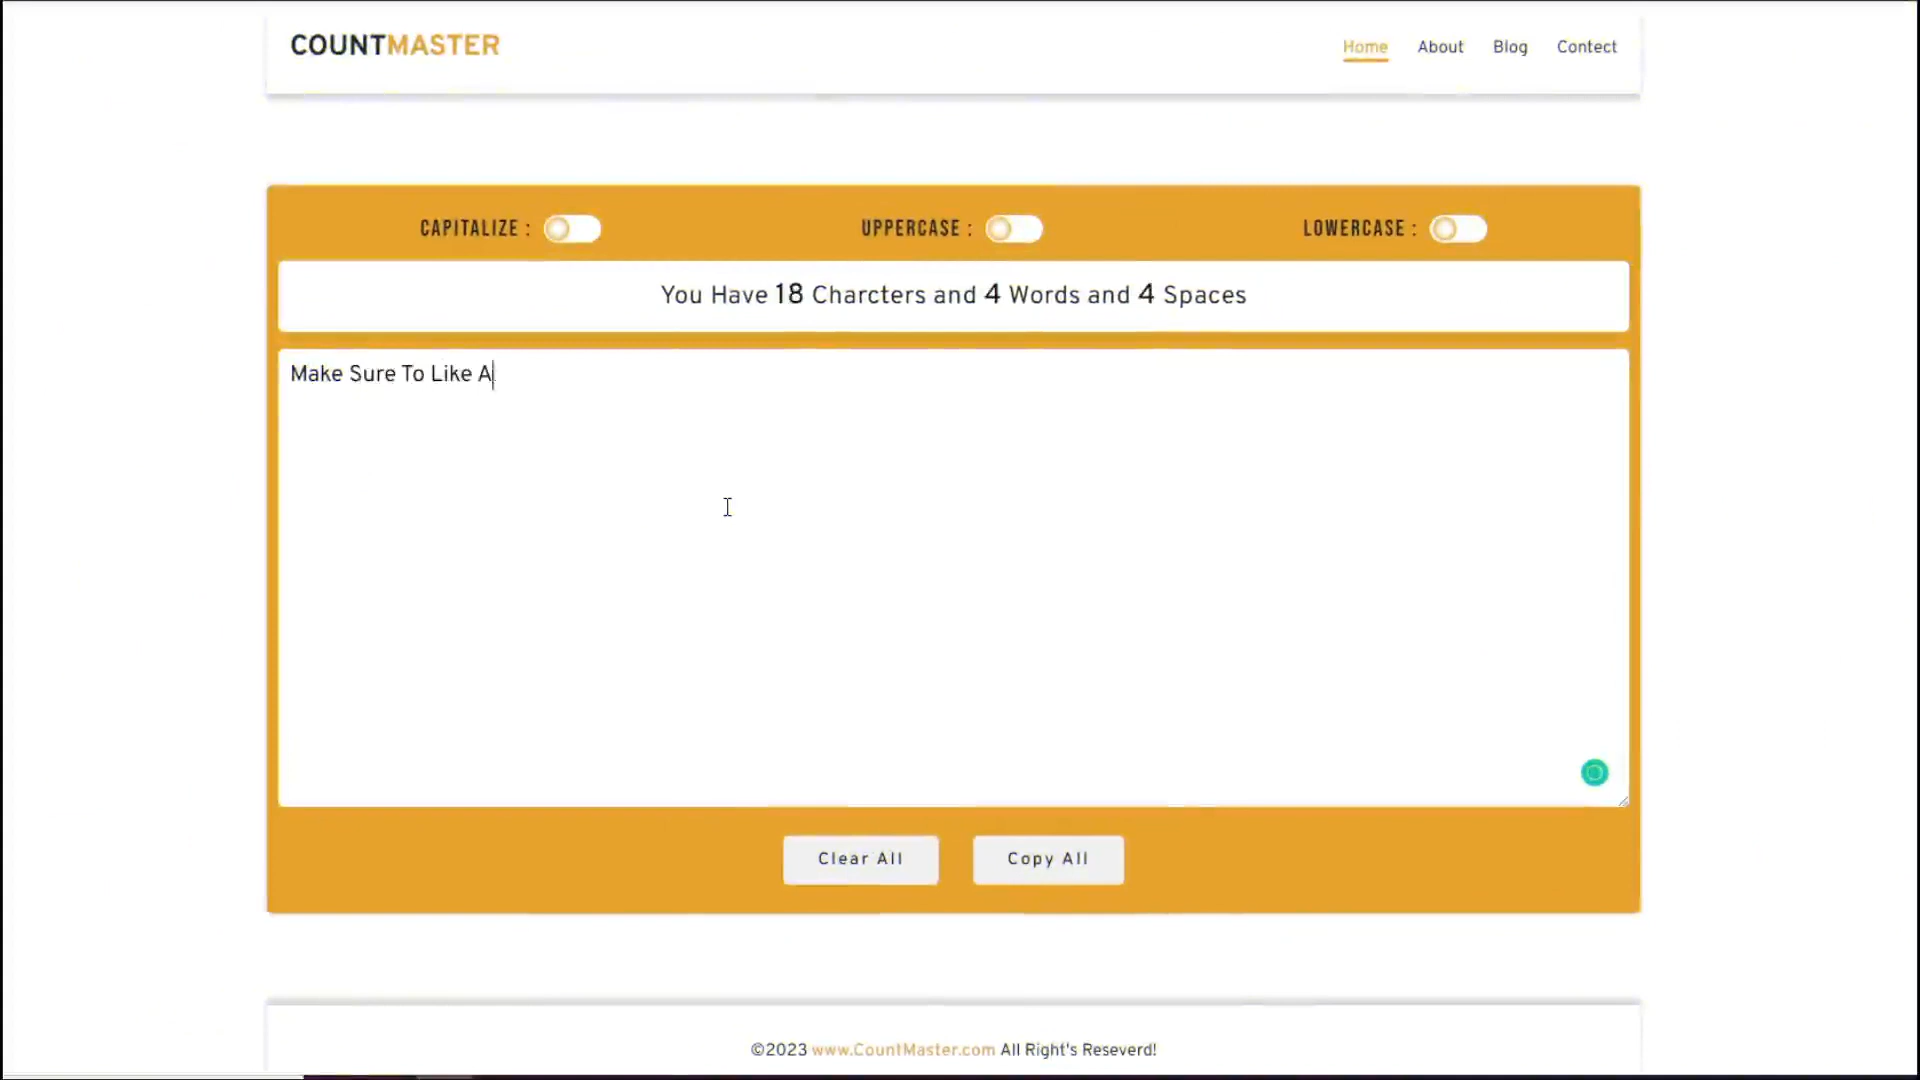 COUNTMASTER
Home About Blog Contect
CAPITALIZE : UPPERCASE : LOWERCASE :
You Have 18 Charcters and 4 Words and 4 Spaces
Make Sure To Like A
Clear All Copy All
©2023 www.CountMaster.com All Right's Reseverd!